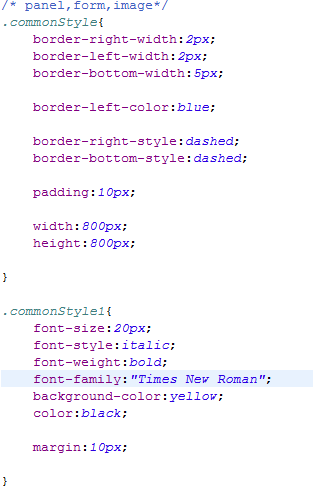 /* panel,form,image*/
.commonStyle{
border-right-width:2px;
border-left-width:2px;
border-bottom-width:5px;
border-left-color:blue;
border-right-style:dashed;
border-bottom-style:dashed;
padding:10px;
width:800px;
height:800px;
}
.commonStyle1{
font-size:20px;
font-style:italic;
font-weight:bold;
font-family:"Times New Roman";
background-color:yellow;
color:black;
margin:10px;
}